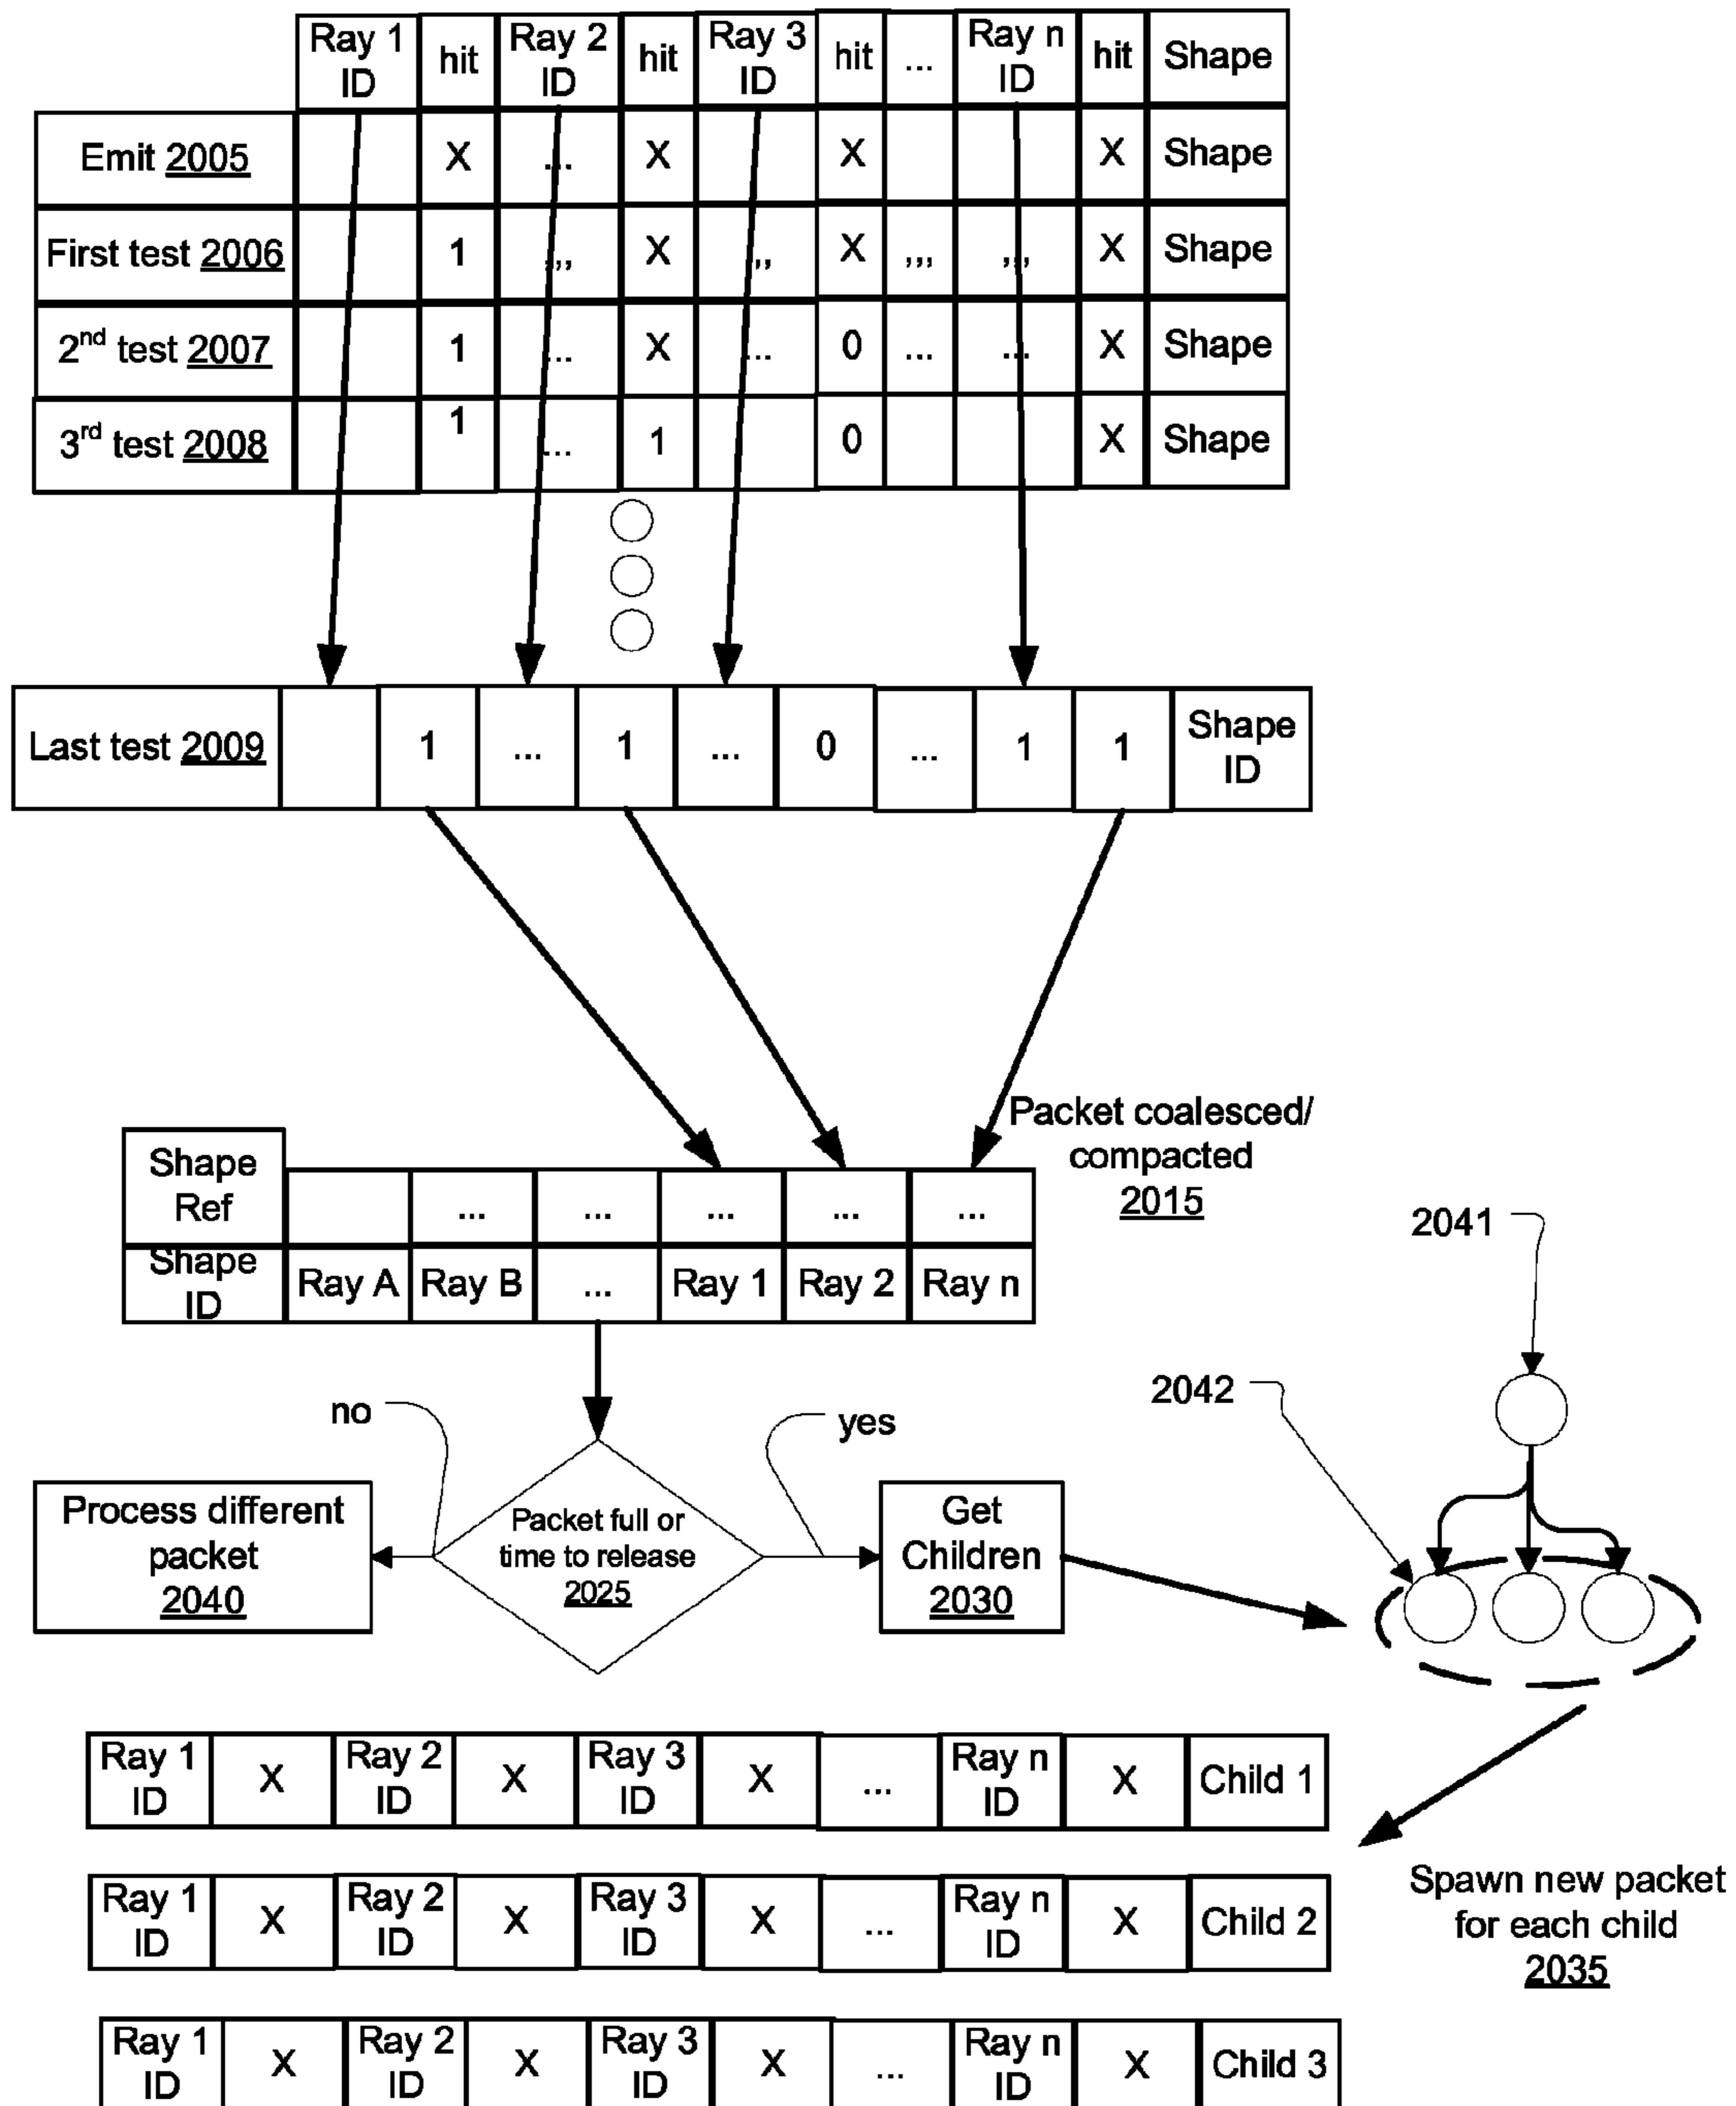 Ray 1 ID hit Ray 2 ID hit Ray 3 ID hit ... Ray n ID hit Shape
Emit 2005 X ... X X X Shape
First test 2006 1 ,,, X ,, X ,,, ,,, X Shape
2nd test 2007 1 ... X ... 0 ... ... X Shape
3rd test 2008 1 ... 1 0 X Shape
Last test 2009 1 ... 1 ... 0 ... 1 1 Shape ID
Packet coalesced/
compacted
2015
Shape Ref ... ... ... ... ...
Shape ID Ray A Ray B ... Ray 1 Ray 2 Ray n
2041
2042
no
yes
Process different
packet
2040
Packet full or
time to release
2025
Get
Children
2030
Ray 1 ID X Ray 2 ID X Ray 3 ID X ... Ray n ID X Child 1
Ray 1 ID X Ray 2 ID X Ray 3 ID X ... Ray n ID X Child 2
Spawn new packet
for each child
2035
Ray 1 ID X Ray 2 ID X Ray 3 ID X ... Ray n ID X Child 3